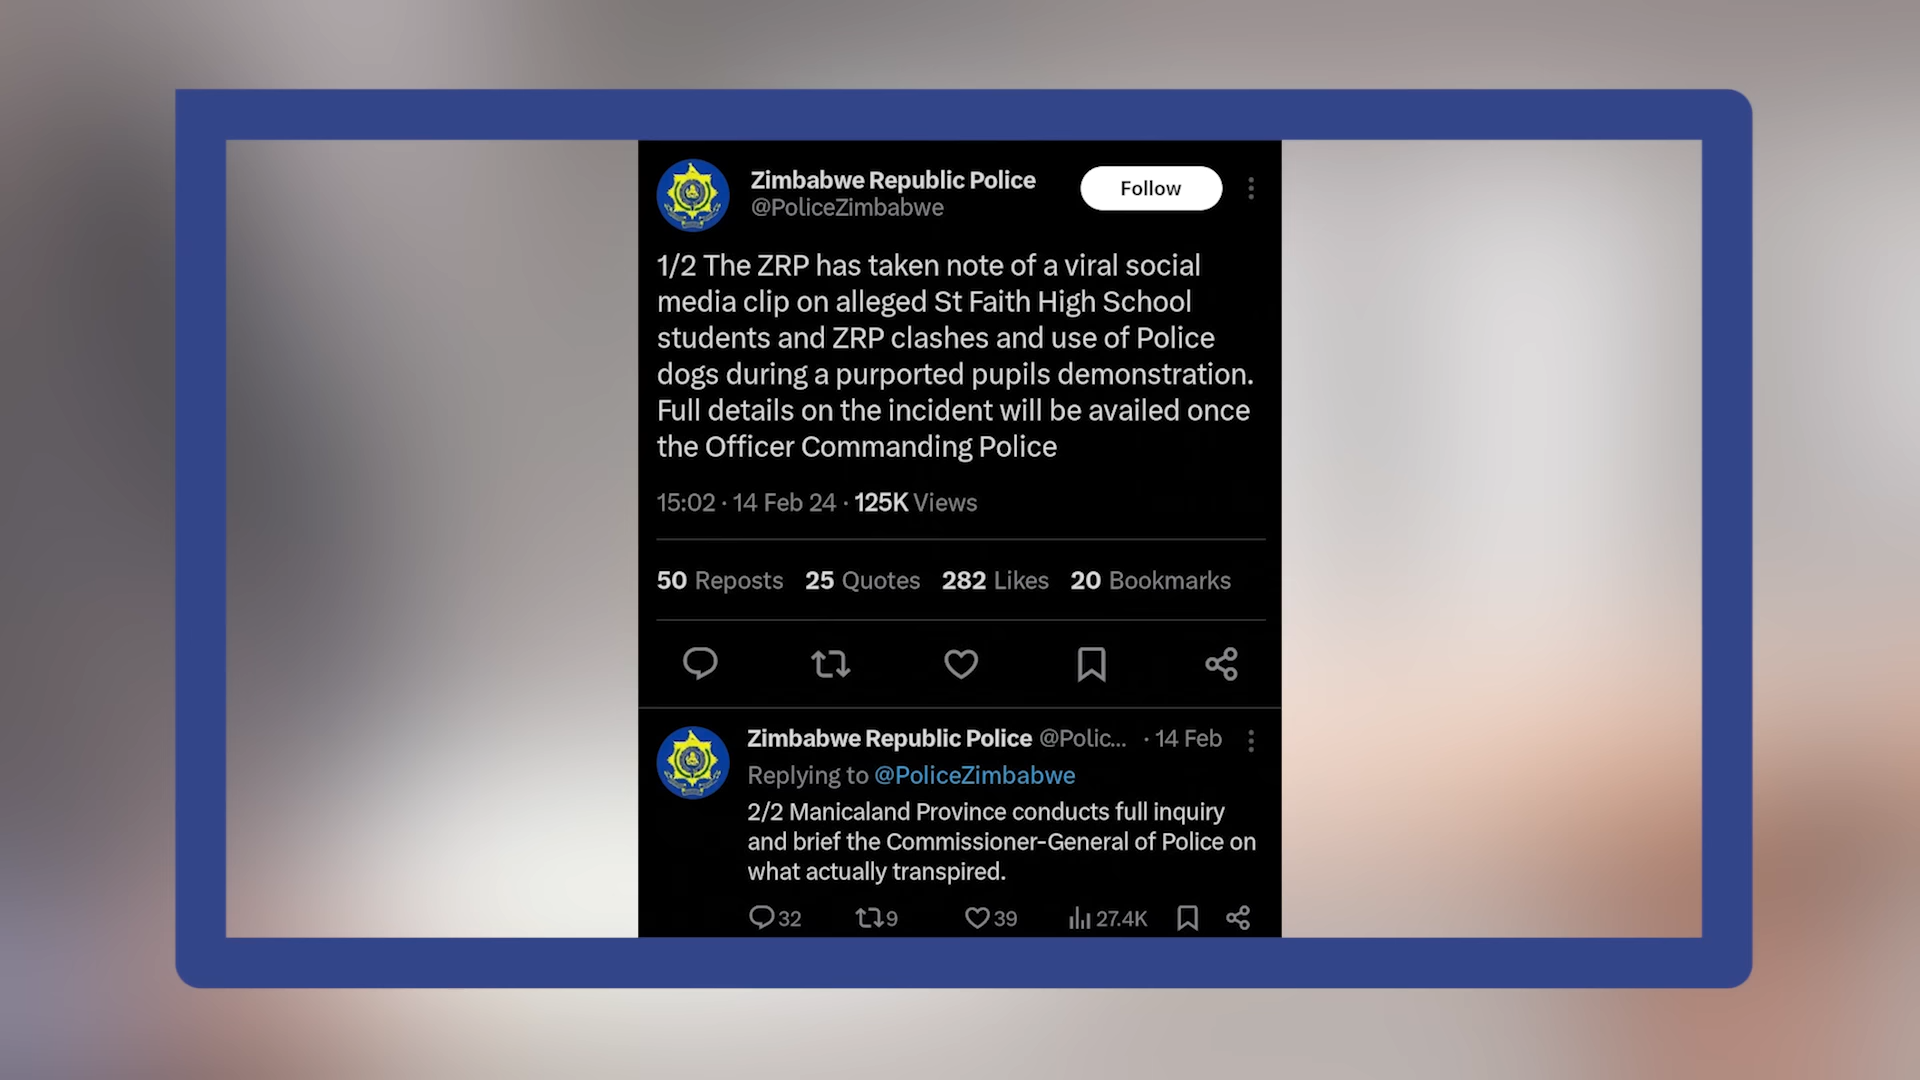 Zimbabwe Republic Police
@PoliceZimbabwe
Follow
1/2 The ZRP has taken note of a viral social
media clip on alleged St Faith High School
students and ZRP clashes and use of Police
dogs during a purported pupils demonstration.
Full details on the incident will be availed once
the Officer Commanding Police
15:02 · 14 Feb 24 · 125K Views
50 Reposts 25 Quotes 282 Likes 20 Bookmarks
Zimbabwe Republic Police @Polic... · 14 Feb
Replying to @PoliceZimbabwe
2/2 Manicaland Province conducts full inquiry
and brief the Commissioner-General of Police on
what actually transpired.
32 9 39 27.4K